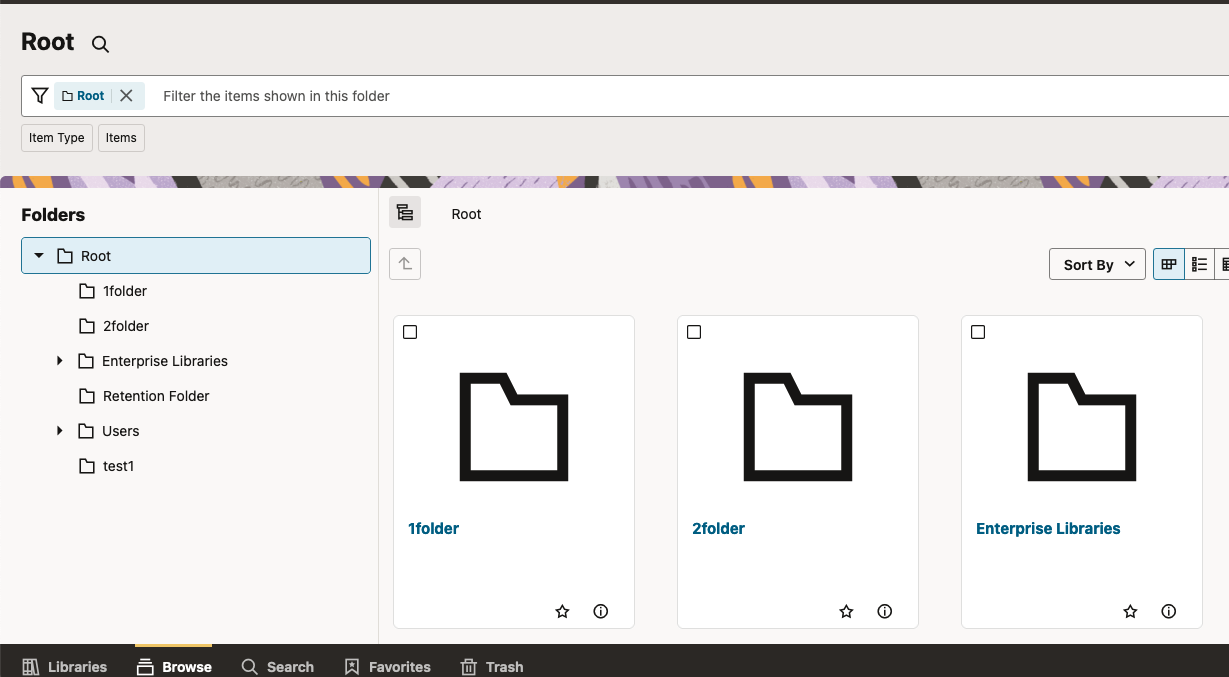 Root
Root Filter the items shown in this folder
Item Type Items
Folders
Root
1folder
2folder
Enterprise Libraries
Retention Folder
Users
test1
Root
Sort By
1folder
2folder
Enterprise Libraries
Libraries Browse Search Favorites Trash